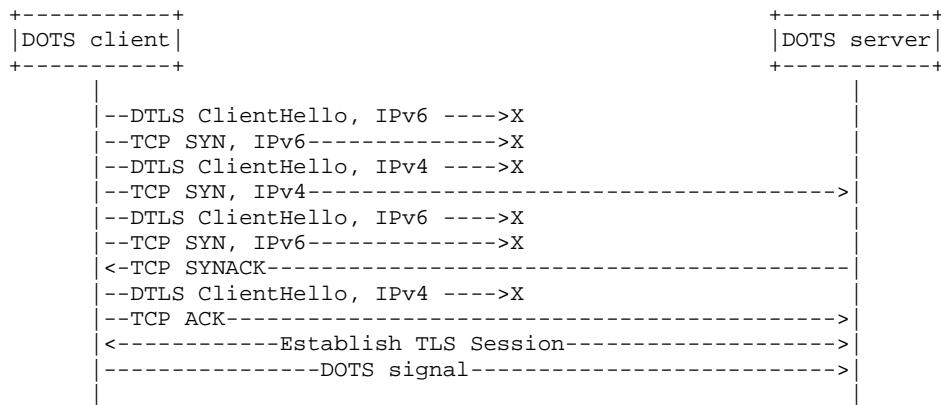 DOTS client DOTS server
--DTLS ClientHello, IPv6 ---->X
--TCP SYN, IPv6-------------->X
--DTLS ClientHello, IPv4 ---->X
--TCP SYN, IPv4---------------------------------------->
--DTLS ClientHello, IPv6 ---->X
--TCP SYN, IPv6-------------->X
<-TCP SYNACK--------------------------------------------
--DTLS ClientHello, IPv4 ---->X
--TCP ACK---------------------------------------------->
<------------Establish TLS Session--------------------->
----------------DOTS signal---------------------------->